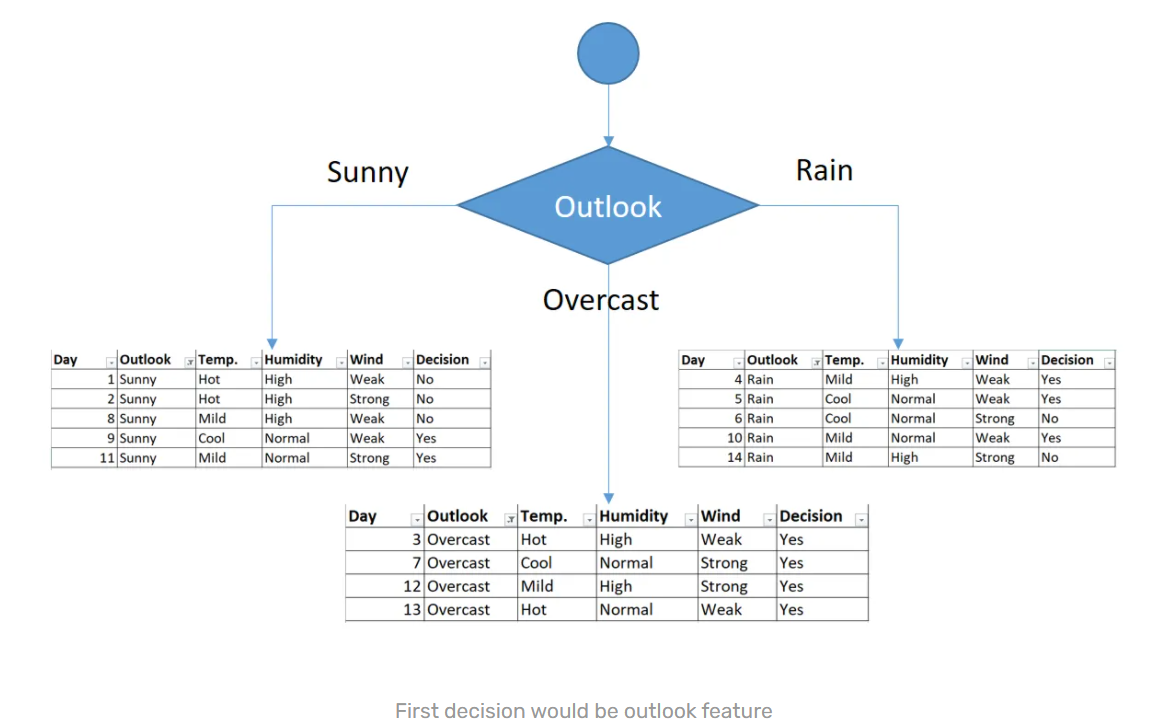 Sunny
Rain
Outlook
Overcast
Day Outlook Temp. Humidity Wind Decision
1 Sunny Hot High Weak No
2 Sunny Hot High Strong No
8 Sunny Mild High Weak No
9 Sunny Cool Normal Weak Yes
11 Sunny Mild Normal Strong Yes
Day Outlook Temp. Humidity Wind Decision
4 Rain Mild High Weak Yes
5 Rain Cool Normal Weak Yes
6 Rain Cool Normal Strong No
10 Rain Mild Normal Weak Yes
14 Rain Mild High Strong No
Day Outlook Temp. Humidity Wind Decision
3 Overcast Hot High Weak Yes
7 Overcast Cool Normal Strong Yes
12 Overcast Mild High Strong Yes
13 Overcast Hot Normal Weak Yes
First decision would be outlook feature